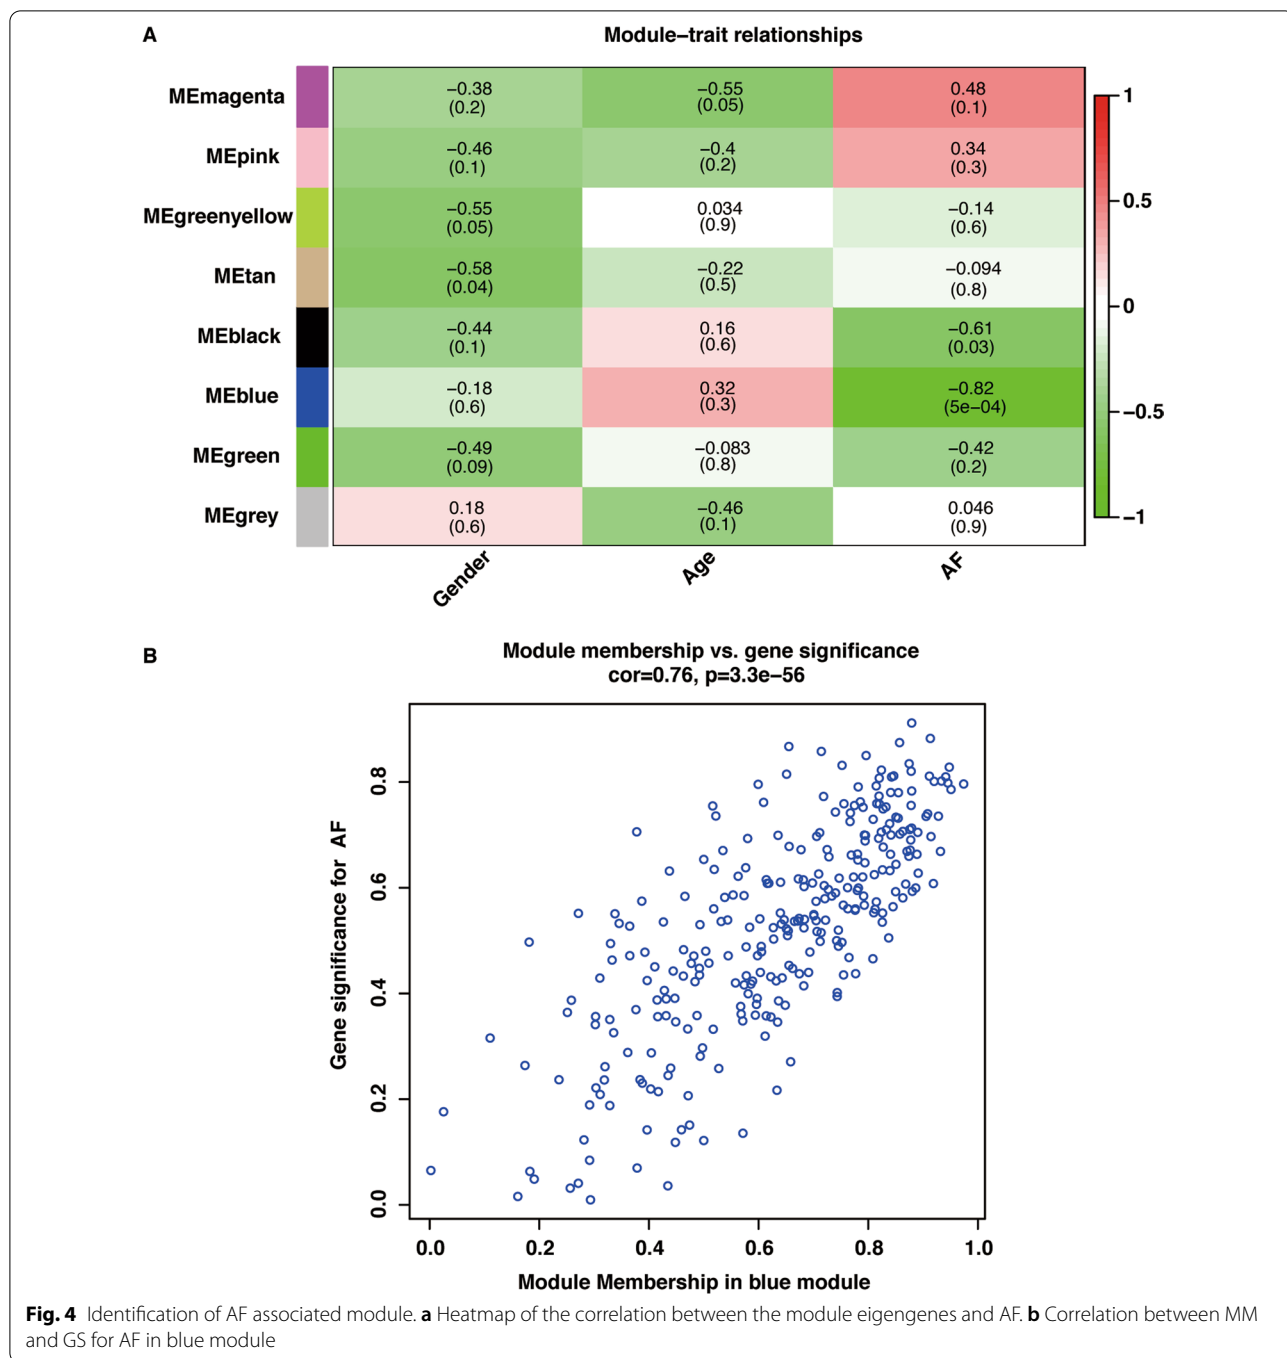 A
Module–trait relationships
MEmagenta
−0.38
(0.2)
−0.55
(0.05)
0.48
(0.1)
MEpink
−0.46
(0.1)
−0.4
(0.2)
0.34
(0.3)
MEgreenyellow
−0.55
(0.05)
0.034
(0.9)
−0.14
(0.6)
MEtan
−0.58
(0.04)
−0.22
(0.5)
−0.094
(0.8)
MEblack
−0.44
(0.1)
0.16
(0.6)
−0.61
(0.03)
MEblue
−0.18
(0.6)
0.32
(0.3)
−0.82
(5e−04)
MEgreen
−0.49
(0.09)
−0.083
(0.8)
−0.42
(0.2)
MEgrey
0.18
(0.6)
−0.46
(0.1)
0.046
(0.9)
1
0.5
0
−0.5
−1
Gender
Age
AF
B
Module membership vs. gene significance
cor=0.76, p=3.3e−56
Gene significance for AF
0.8
0.6
0.4
0.2
0.0
0.0 0.2 0.4 0.6 0.8 1.0
Module Membership in blue module
Fig. 4 Identification of AF associated module. a Heatmap of the correlation between the module eigengenes and AF. b Correlation between MM
and GS for AF in blue module